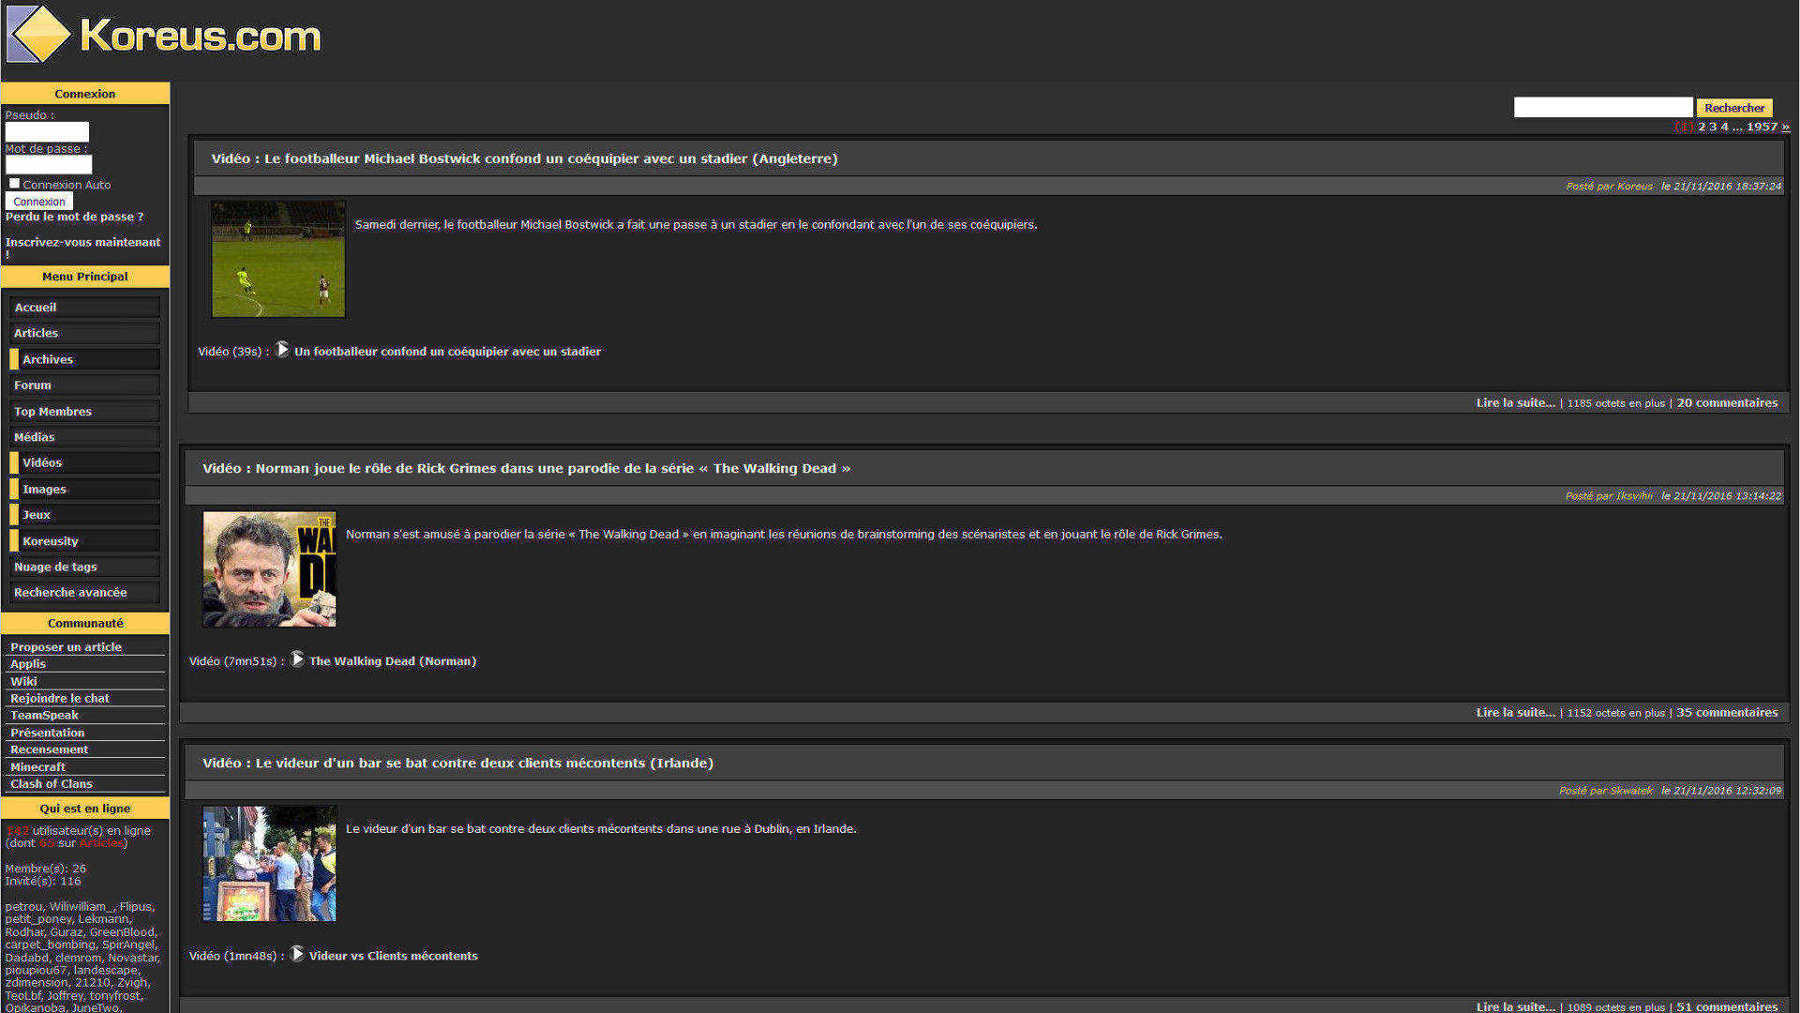 Koreus.com
Connexion
Pseudo :
Mot de passe :
Connexion Auto
Connexion
Perdu le mot de passe ?
Inscrivez-vous maintenant
!
Menu Principal
Accueil
Articles
Archives
Forum
Top Membres
Médias
Vidéos
Images
Jeux
Koreusity
Nuage de tags
Recherche avancée
Communauté
Proposer un article
Applis
Wiki
Rejoindre le chat
TeamSpeak
Présentation
Recensement
Minecraft
Clash of Clans
Qui est en ligne
142 utilisateur(s) en ligne
(dont 65 sur Articles)
Membre(s): 26
Invité(s): 116
petrou, Wiliwilliam_, Flipus,
petit_poney, Lekmann,
Rodhar, Guraz, GreenBlood,
carpet_bombing, SpirAngel,
Dadabd, clemrom, Novastar,
pioupiou67, landescape,
zdimension, 21210, Zyigh,
TeoLbf, Joffrey, tonyfrost,
Opikanoba, JuneTwo,
Rechercher
(1) 2 3 4 ... 1957 »
Vidéo : Le footballeur Michael Bostwick confond un coéquipier avec un stadier (Angleterre)
Posté par Koreus le 21/11/2016 18:37:24
Samedi dernier, le footballeur Michael Bostwick a fait une passe à un stadier en le confondant avec l'un de ses coéquipiers.
Vidéo (39s) : Un footballeur confond un coéquipier avec un stadier
Lire la suite... | 1185 octets en plus | 20 commentaires
Vidéo : Norman joue le rôle de Rick Grimes dans une parodie de la série « The Walking Dead »
Posté par Iksvihn le 21/11/2016 13:14:22
THE
WAL
DE
Norman s'est amusé à parodier la série « The Walking Dead » en imaginant les réunions de brainstorming des scénaristes et en jouant le rôle de Rick Grimes.
Vidéo (7mn51s) : The Walking Dead (Norman)
Lire la suite... | 1152 octets en plus | 35 commentaires
Vidéo : Le videur d'un bar se bat contre deux clients mécontents (Irlande)
Posté par Skwatek le 21/11/2016 12:32:09
Le videur d'un bar se bat contre deux clients mécontents dans une rue à Dublin, en Irlande.
Vidéo (1mn48s) : Videur vs Clients mécontents
Lire la suite... | 1089 octets en plus | 51 commentaires